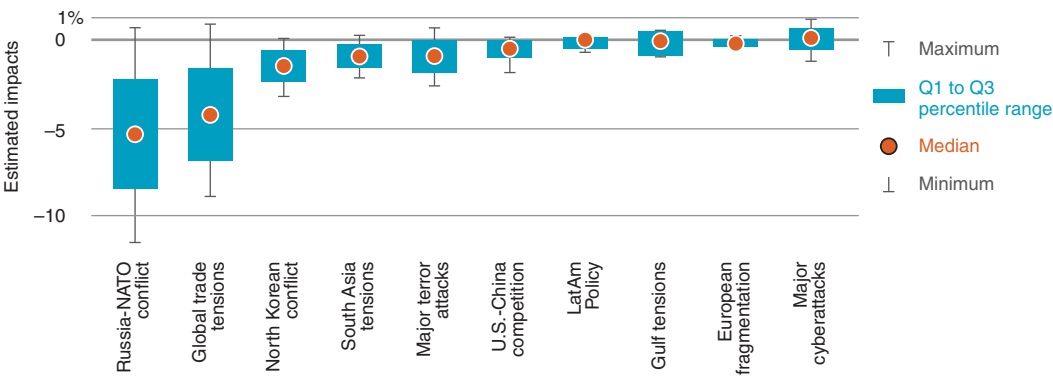 Estimated impacts
1%
0
–5
–10
Russia-NATO
conflict
Global trade
tensions
North Korean
conflict
South Asia
tensions
Major terror
attacks
U.S.-China
competition
LatAm
Policy
Gulf tensions
European
fragmentation
Major
cyberattacks
Maximum
Q1 to Q3
percentile range
Median
Minimum